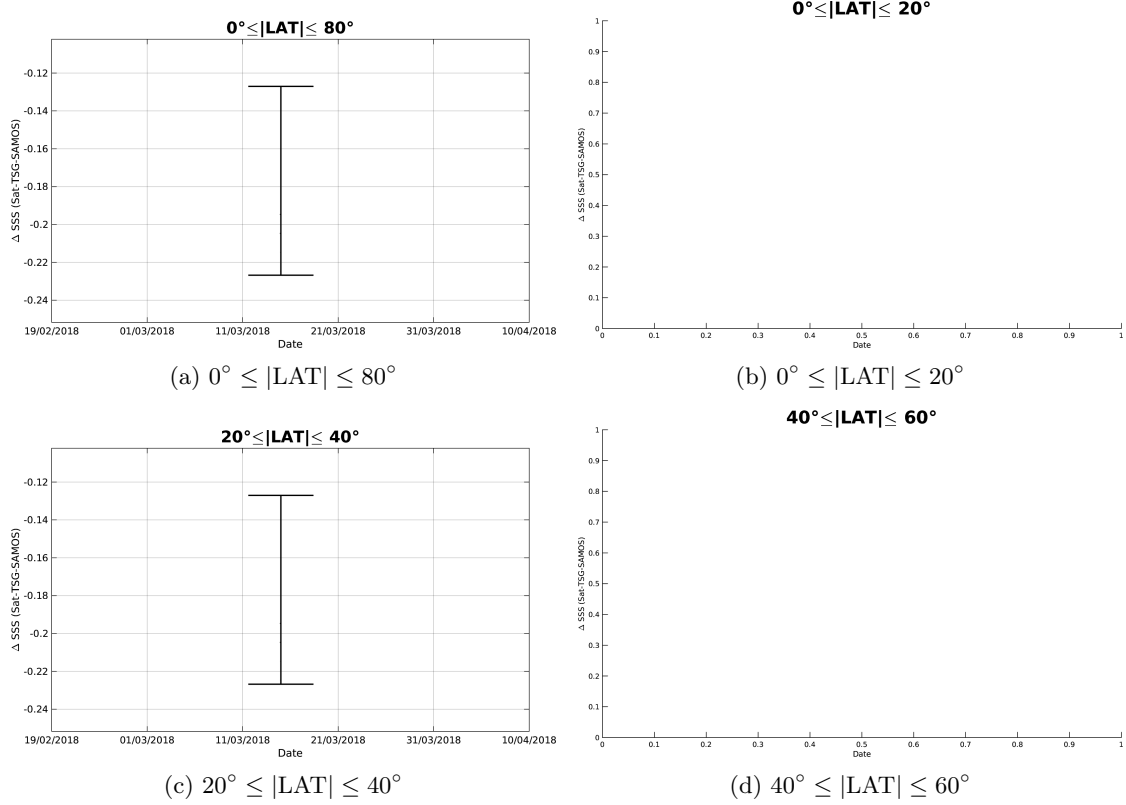 0°≤|LAT|≤ 80°
-0.12
-0.14
-0.16
-0.18
-0.2
-0.22
-0.24
Δ SSS (Sat-TSG-SAMOS)
19/02/2018 01/03/2018 11/03/2018 21/03/2018 31/03/2018 10/04/2018
Date
(a) 0° ≤ |LAT| ≤ 80°
0°≤|LAT|≤ 20°
1
0.9
0.8
0.7
0.6
0.5
0.4
0.3
0.2
0.1
0
Δ SSS (Sat-TSG-SAMOS)
0 0.1 0.2 0.3 0.4 0.5 0.6 0.7 0.8 0.9 1
Date
(b) 0° ≤ |LAT| ≤ 20°
20°≤|LAT|≤ 40°
-0.12
-0.14
-0.16
-0.18
-0.2
-0.22
-0.24
Δ SSS (Sat-TSG-SAMOS)
19/02/2018 01/03/2018 11/03/2018 21/03/2018 31/03/2018 10/04/2018
Date
(c) 20° ≤ |LAT| ≤ 40°
40°≤|LAT|≤ 60°
1
0.9
0.8
0.7
0.6
0.5
0.4
0.3
0.2
0.1
0
Δ SSS (Sat-TSG-SAMOS)
0 0.1 0.2 0.3 0.4 0.5 0.6 0.7 0.8 0.9 1
Date
(d) 40° ≤ |LAT| ≤ 60°